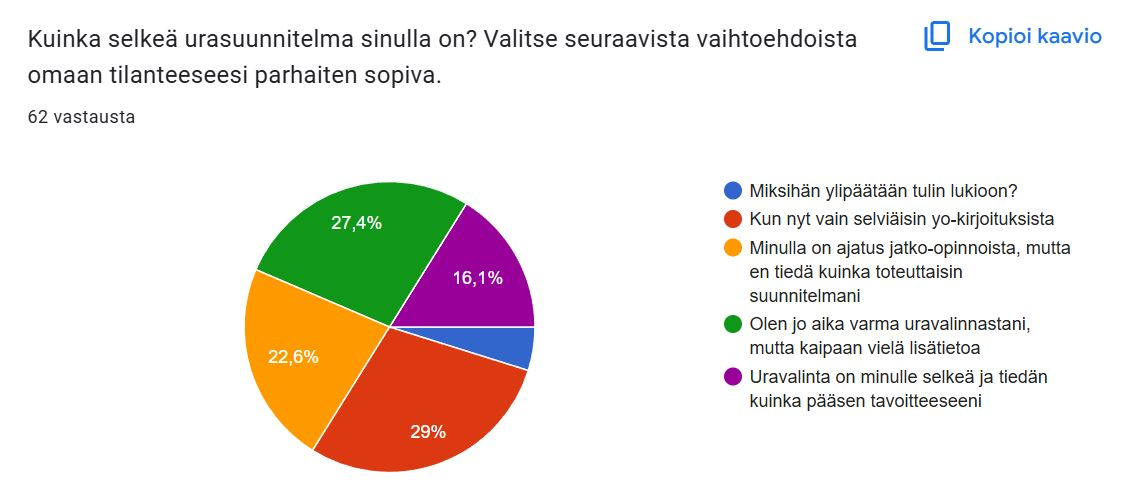 Kuinka selkeä urasuunnitelma sinulla on? Valitse seuraavista vaihtoehdoista
omaan tilanteeseesi parhaiten sopiva.
Kopioi kaavio
62 vastausta
27,4%
16,1%
22,6%
29%
Miksihän ylipäätään tulin lukioon?
Kun nyt vain selviäisin yo-kirjoituksista
Minulla on ajatus jatko-opinnoista, mutta
en tiedä kuinka toteuttaisin
suunnitelmani
Olen jo aika varma uravalinnastani,
mutta kaipaan vielä lisätietoa
Uravalinta on minulle selkeä ja tiedän
kuinka pääsen tavoitteeseeni